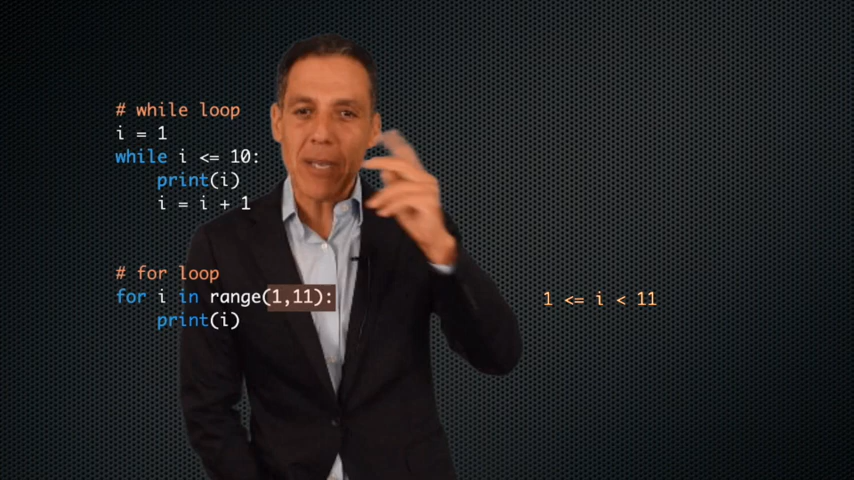 # while loop
i = 1
while i <= 10:
    print(i)
    i = i + 1
# for loop
for i in range(1,11):
    print(i)
1 <= i < 11